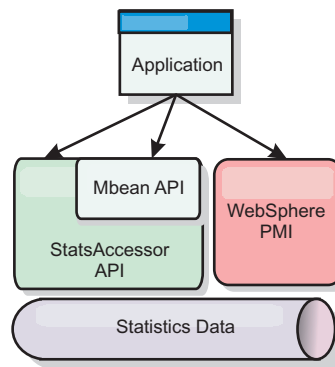 Application
Mbean API
StatsAccessor
API
WebSphere
PMI
Statistics Data